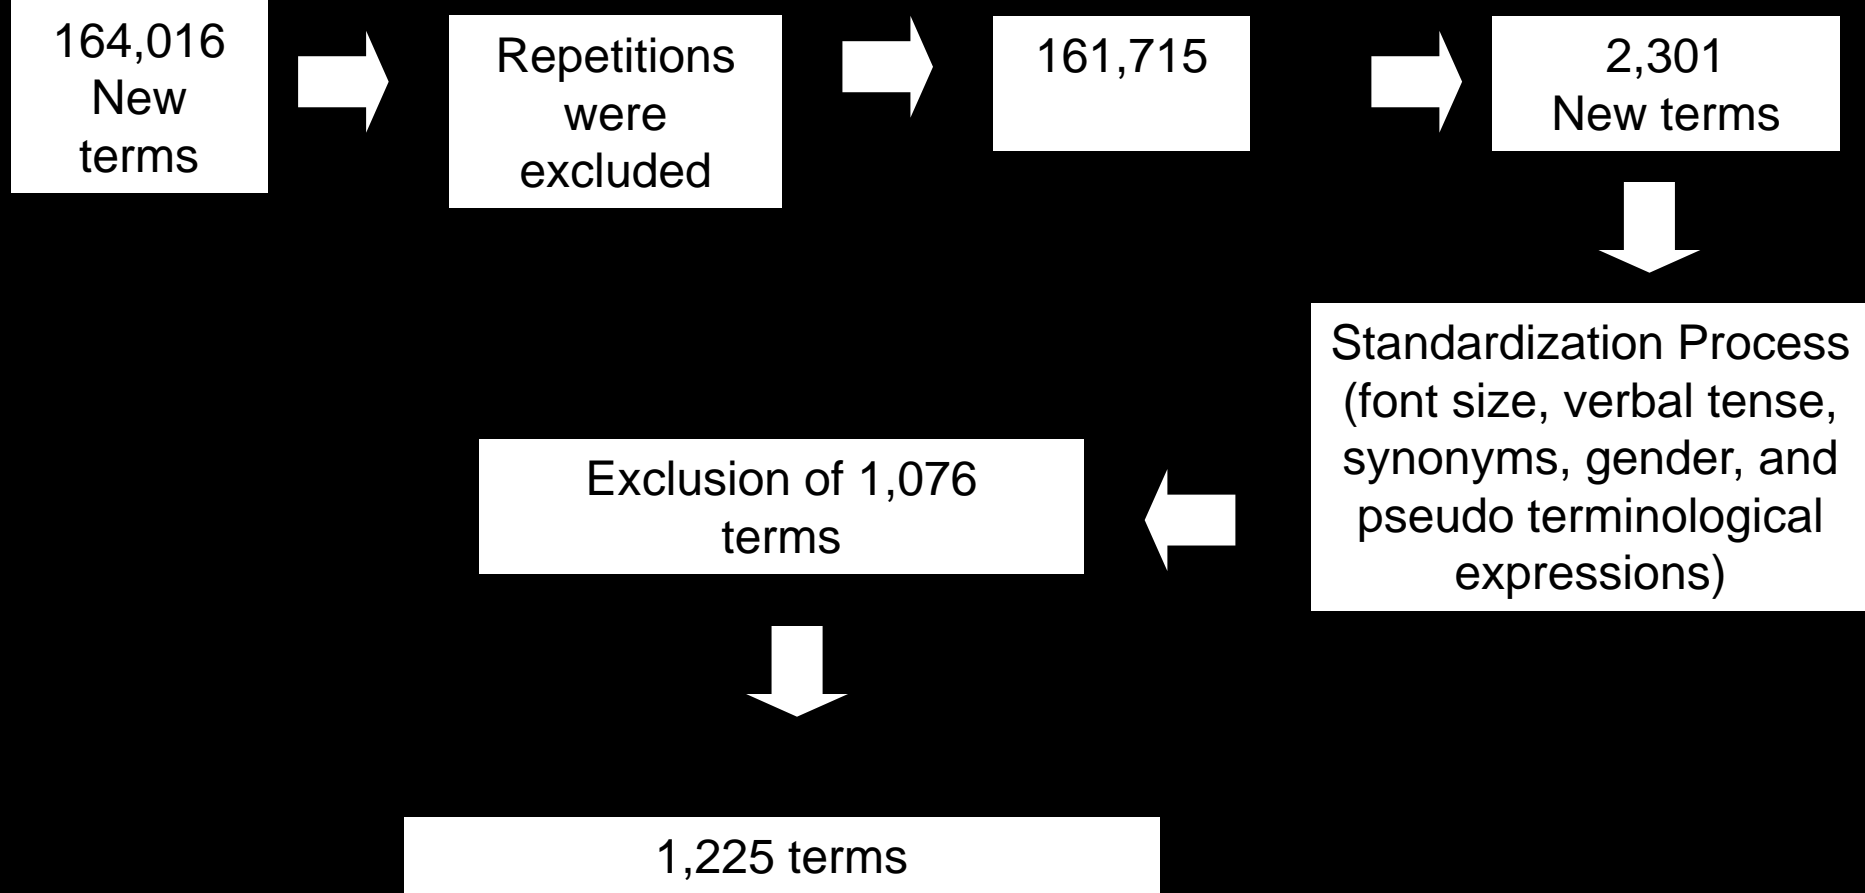 164,016
New
terms
Repetitions
were
excluded
161,715
2,301
New terms
Standardization Process
(font size, verbal tense,
synonyms, gender, and
pseudo terminological
expressions)
Exclusion of 1,076
terms
1,225 terms